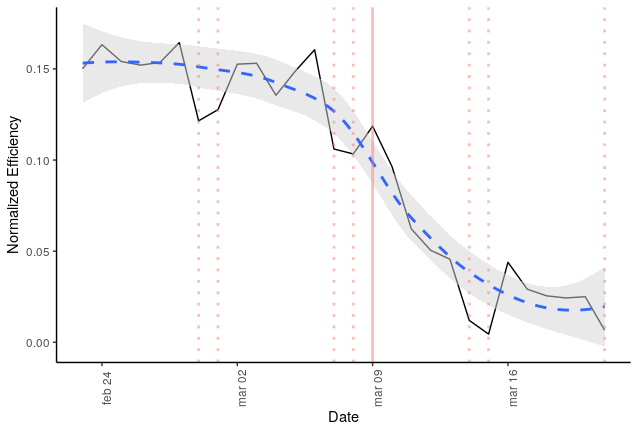 Normalized Efficiency
0.15
0.10
0.05
0.00
feb 24
mar 02
mar 09
mar 16
Date